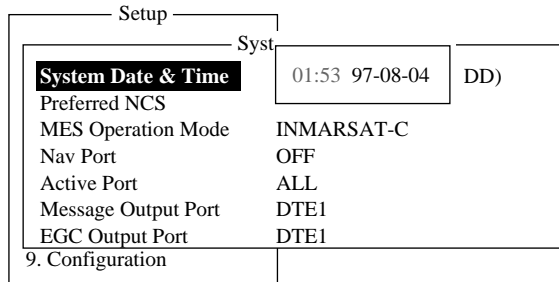 Setup
Syst
System Date & Time 01:53 97-08-04 DD)
Preferred NCS
MES Operation Mode INMARSAT-C
Nav Port OFF
Active Port ALL
Message Output Port DTE1
EGC Output Port DTE1
9. Configuration